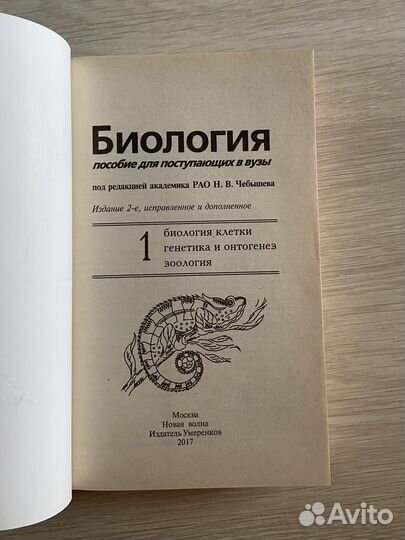 Биология
пособие для поступающих в вузы
под редакцией академика РАО Н. В. Чебышева
Издание 2-е, исправленное и дополненное
1
биология клетки
генетика и онтогенез
зоология
Москва
Новая волна
Издатель Умеренков
2017
Avito